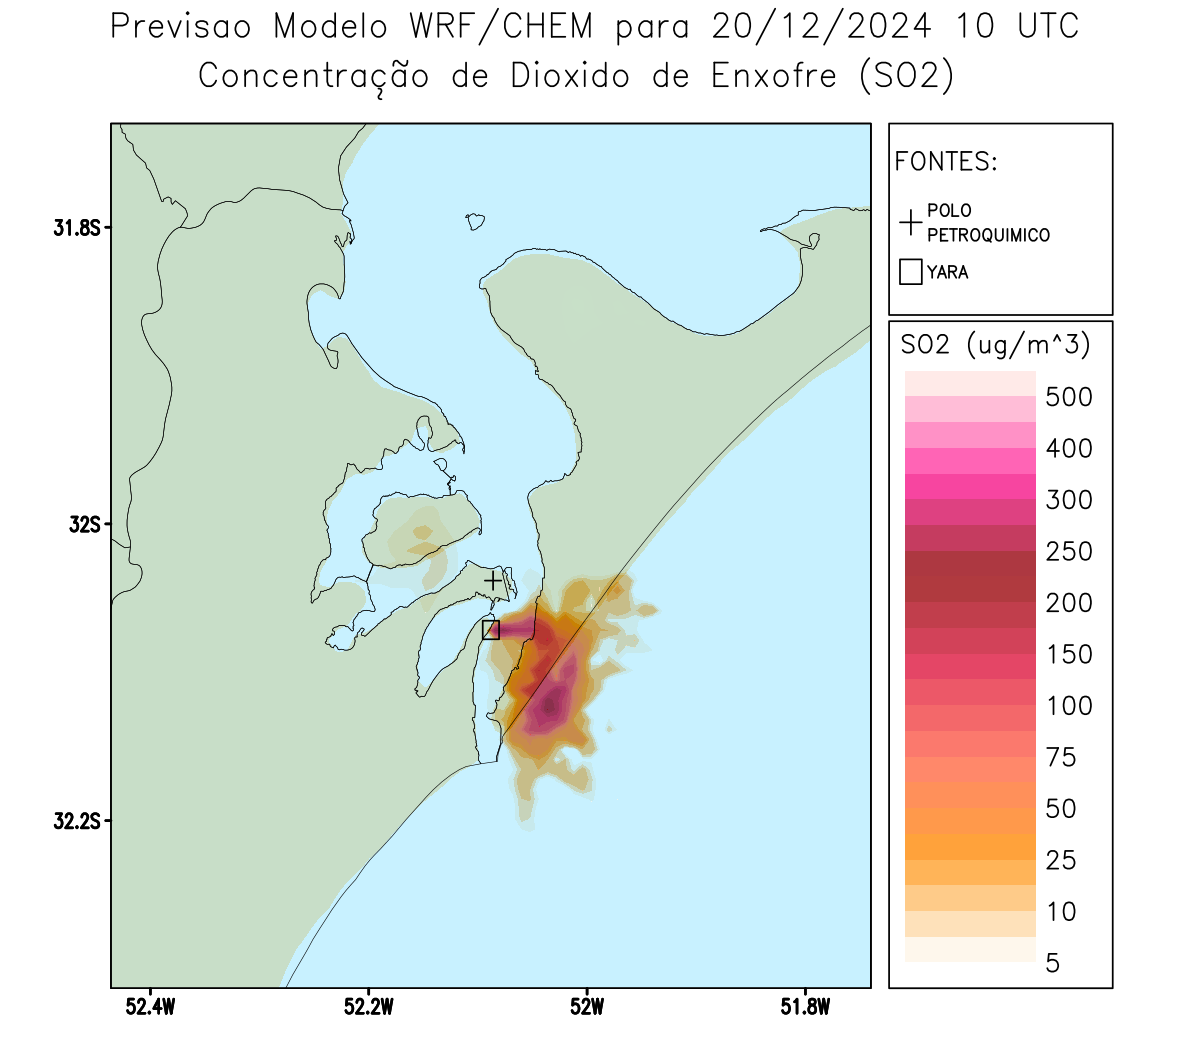 Previsao Modelo WRF/CHEM para 20/12/2024 10 UTC
Concentração de Dioxido de Enxofre (SO2)
FONTES:
POLO
PETROQUIMICO
YARA
31.8S
32S
32.2S
52.4W
52.2W
52W
51.8W
SO2 (ug/m^3)
500
400
300
250
200
150
100
75
50
25
10
5